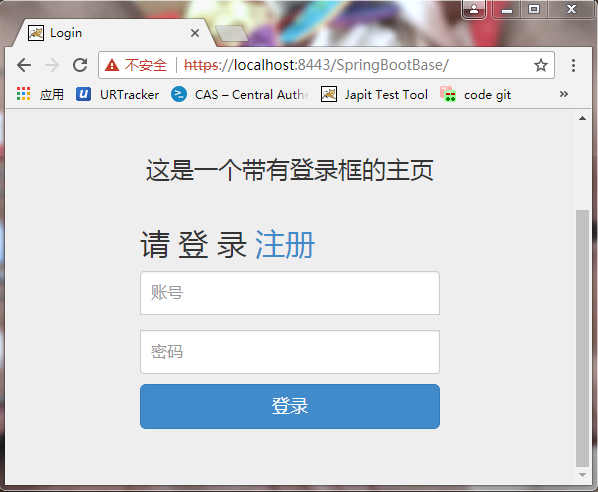 Login
不安全 https://localhost:8443/SpringBootBase/
应用 URTracker CAS – Central Authe Japit Test Tool code git »
这是一个带有登录框的主页
请 登 录 注册
账号
密码
登录